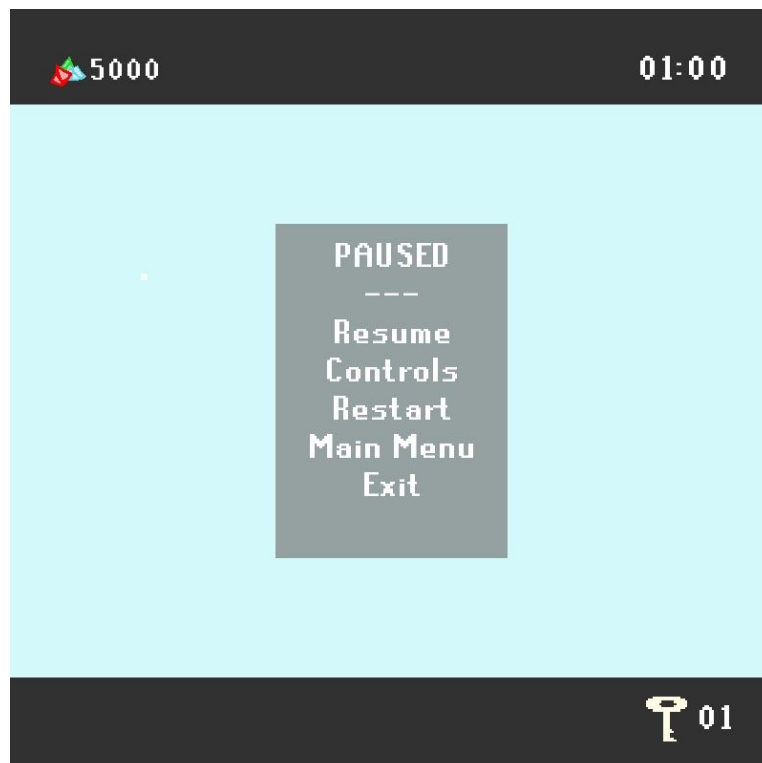 5000 01:00
PAUSED
---
Resume
Controls
Restart
Main Menu
Exit
01